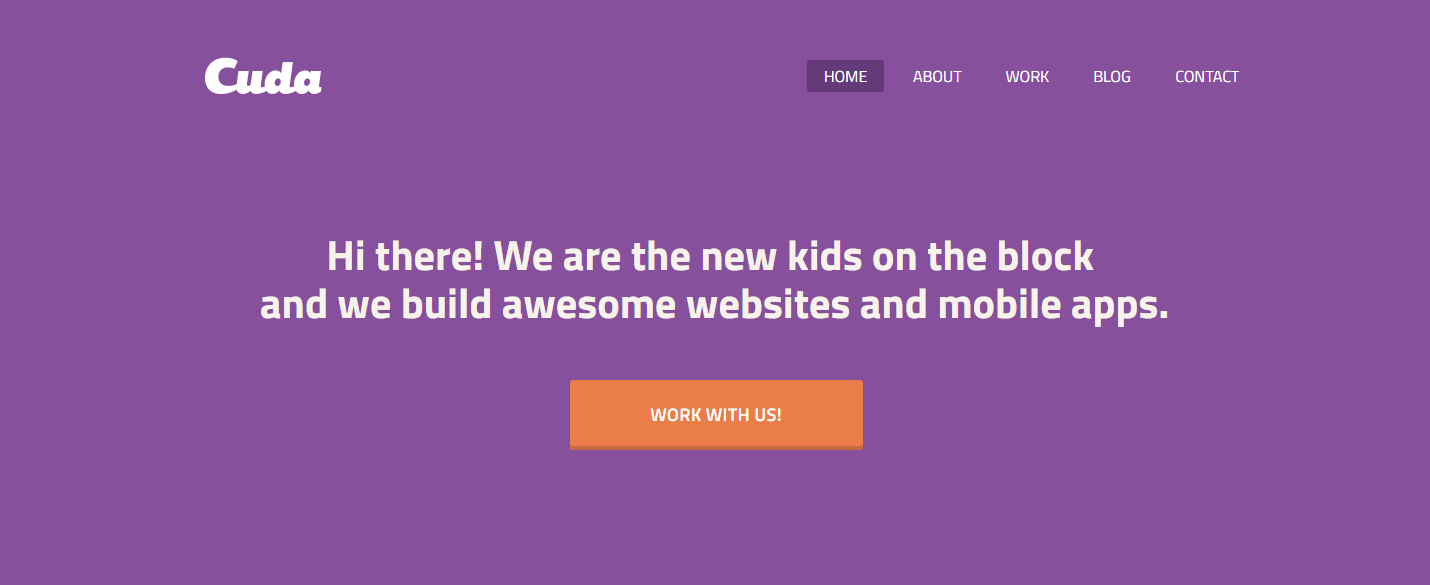 Cuda
HOME ABOUT WORK BLOG CONTACT
Hi there! We are the new kids on the block
and we build awesome websites and mobile apps.
WORK WITH US!